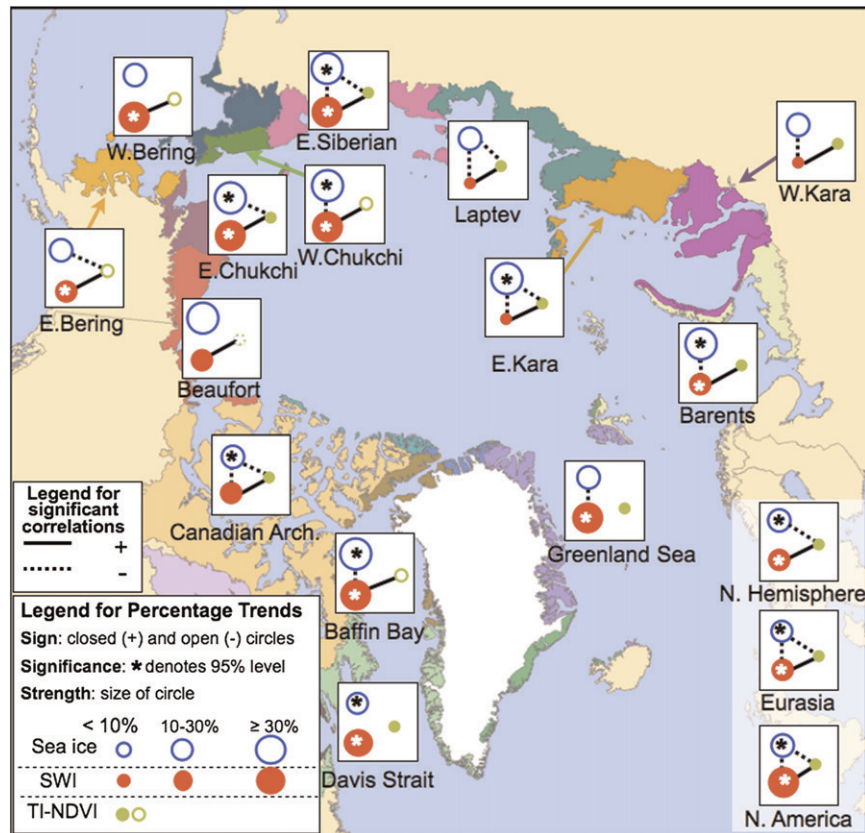 W.Bering
E.Siberian
Laptev
W.Kara
E.Chukchi
W.Chukchi
E.Bering
E.Kara
Beaufort
Barents
Canadian Arch.
Greenland Sea
Baffin Bay
Davis Strait
N. Hemisphere
Eurasia
N. America
Legend for
significant
correlations
+
-
Legend for Percentage Trends
Sign: closed (+) and open (-) circles
Significance: * denotes 95% level
Strength: size of circle
< 10% 10-30% ≥ 30%
Sea ice
SWI
TI-NDVI